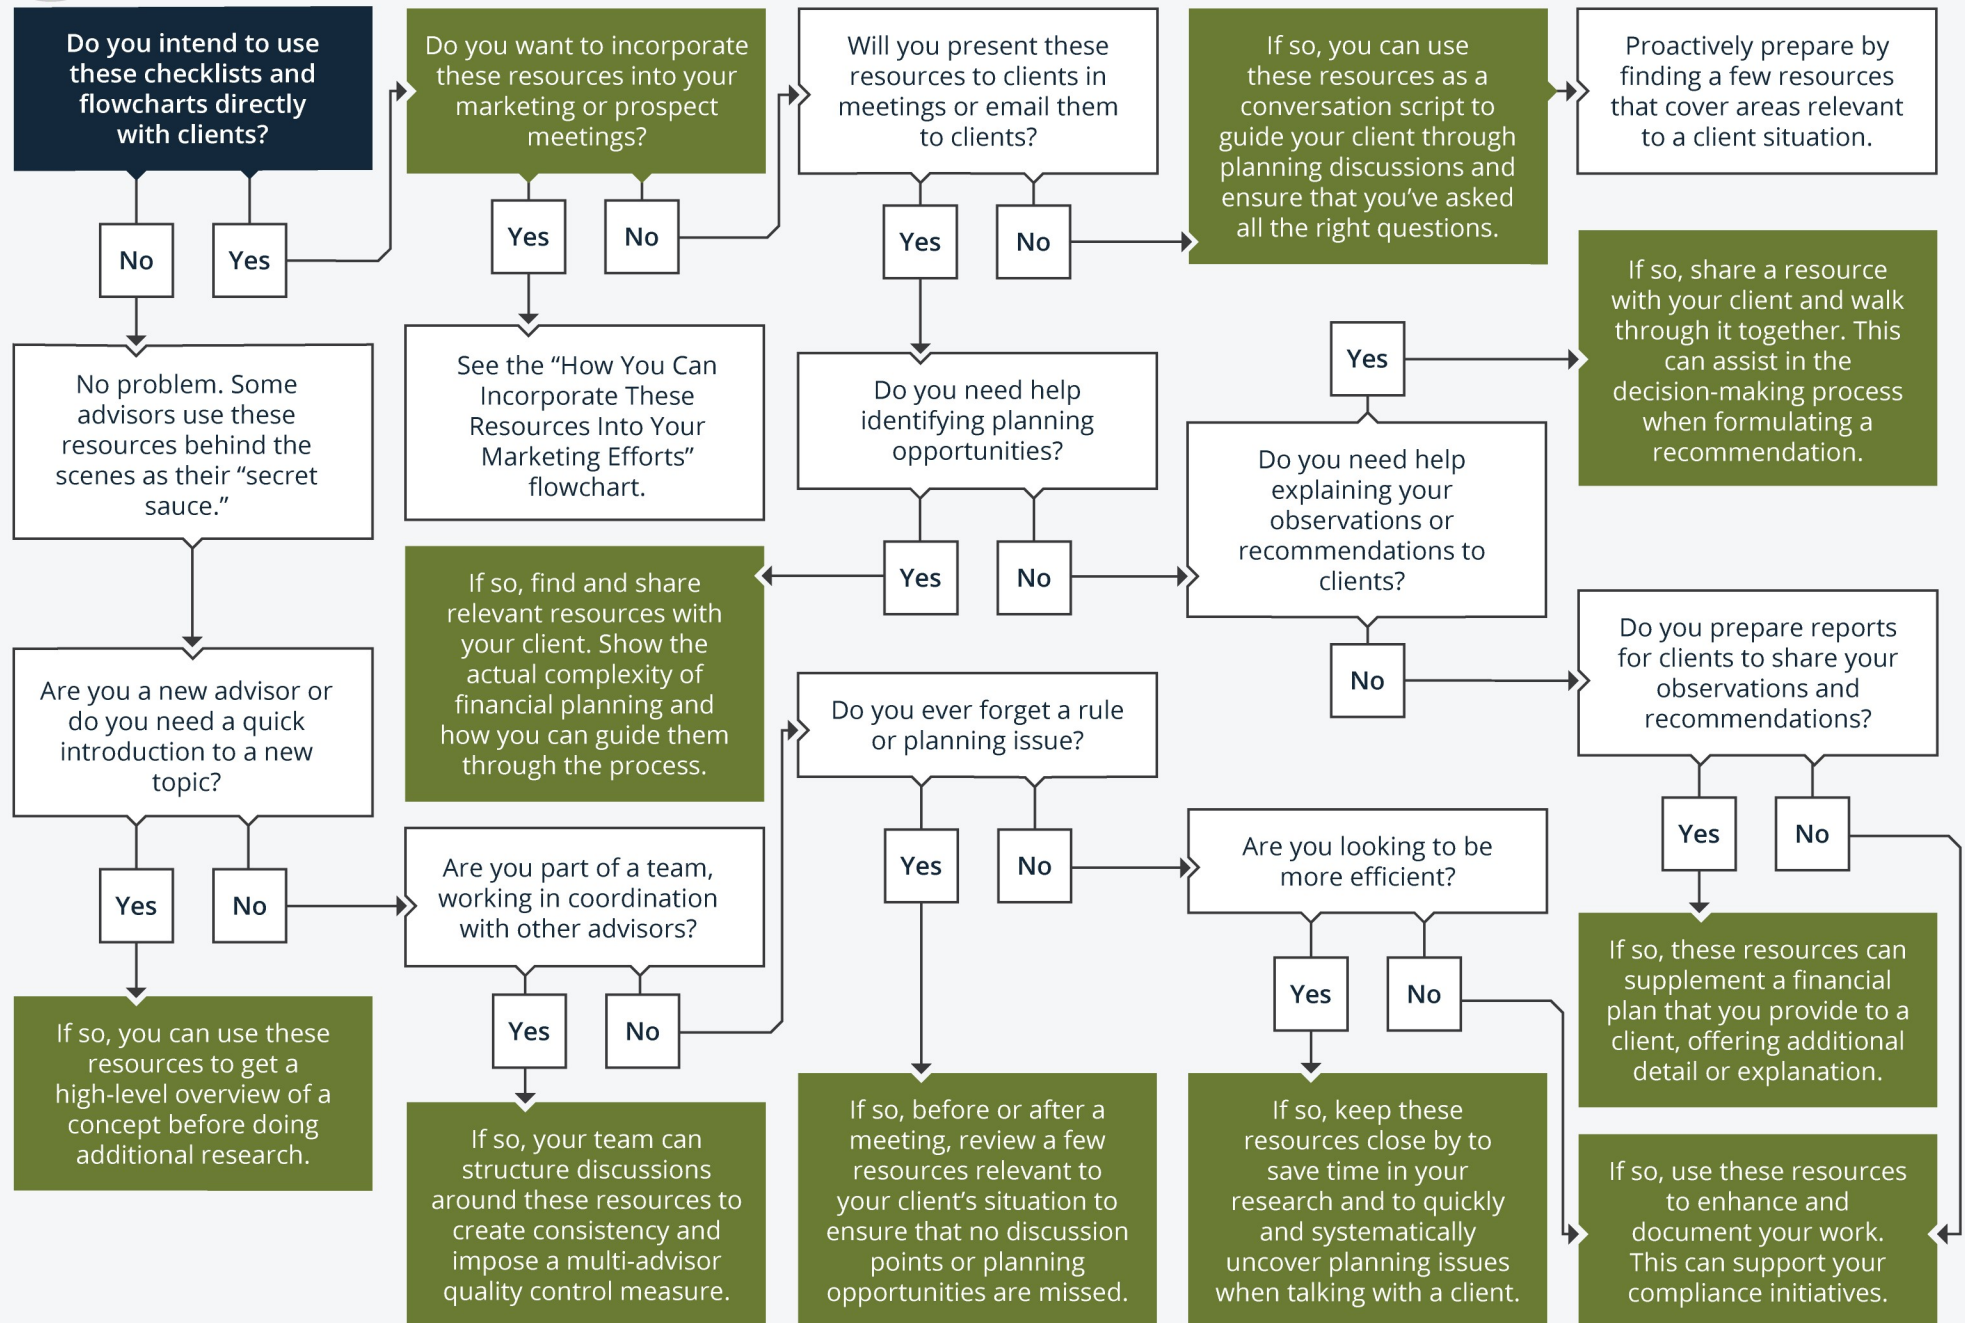 Do you intend to use
these checklists and
flowcharts directly
with clients?
No
Yes
Do you want to incorporate
these resources into your
marketing or prospect
meetings?
Yes
No
Will you present these
resources to clients in
meetings or email them
to clients?
Yes
No
If so, you can use
these resources as a
conversation script to
guide your client through
planning discussions and
ensure that you’ve asked
all the right questions.
Proactively prepare by
finding a few resources
that cover areas relevant
to a client situation.
No problem. Some
advisors use these
resources behind the
scenes as their “secret
sauce.”
See the “How You Can
Incorporate These
Resources Into Your
Marketing Efforts”
flowchart.
Do you need help
identifying planning
opportunities?
Yes
No
Yes
If so, share a resource
with your client and walk
through it together. This
can assist in the
decision-making process
when formulating a
recommendation.
Do you need help
explaining your
observations or
recommendations to
clients?
No
If so, find and share
relevant resources with
your client. Show the
actual complexity of
financial planning and
how you can guide them
through the process.
Do you prepare reports
for clients to share your
observations and
recommendations?
Yes
No
Are you a new advisor or
do you need a quick
introduction to a new
topic?
Yes
No
Are you part of a team,
working in coordination
with other advisors?
Yes
No
Do you ever forget a rule
or planning issue?
Yes
No
Are you looking to be
more efficient?
Yes
No
If so, you can use these
resources to get a
high-level overview of a
concept before doing
additional research.
If so, your team can
structure discussions
around these resources to
create consistency and
impose a multi-advisor
quality control measure.
If so, before or after a
meeting, review a few
resources relevant to
your client’s situation to
ensure that no discussion
points or planning
opportunities are missed.
If so, keep these
resources close by to
save time in your
research and to quickly
and systematically
uncover planning issues
when talking with a client.
If so, these resources can
supplement a financial
plan that you provide to a
client, offering additional
detail or explanation.
If so, use these resources
to enhance and
document your work.
This can support your
compliance initiatives.